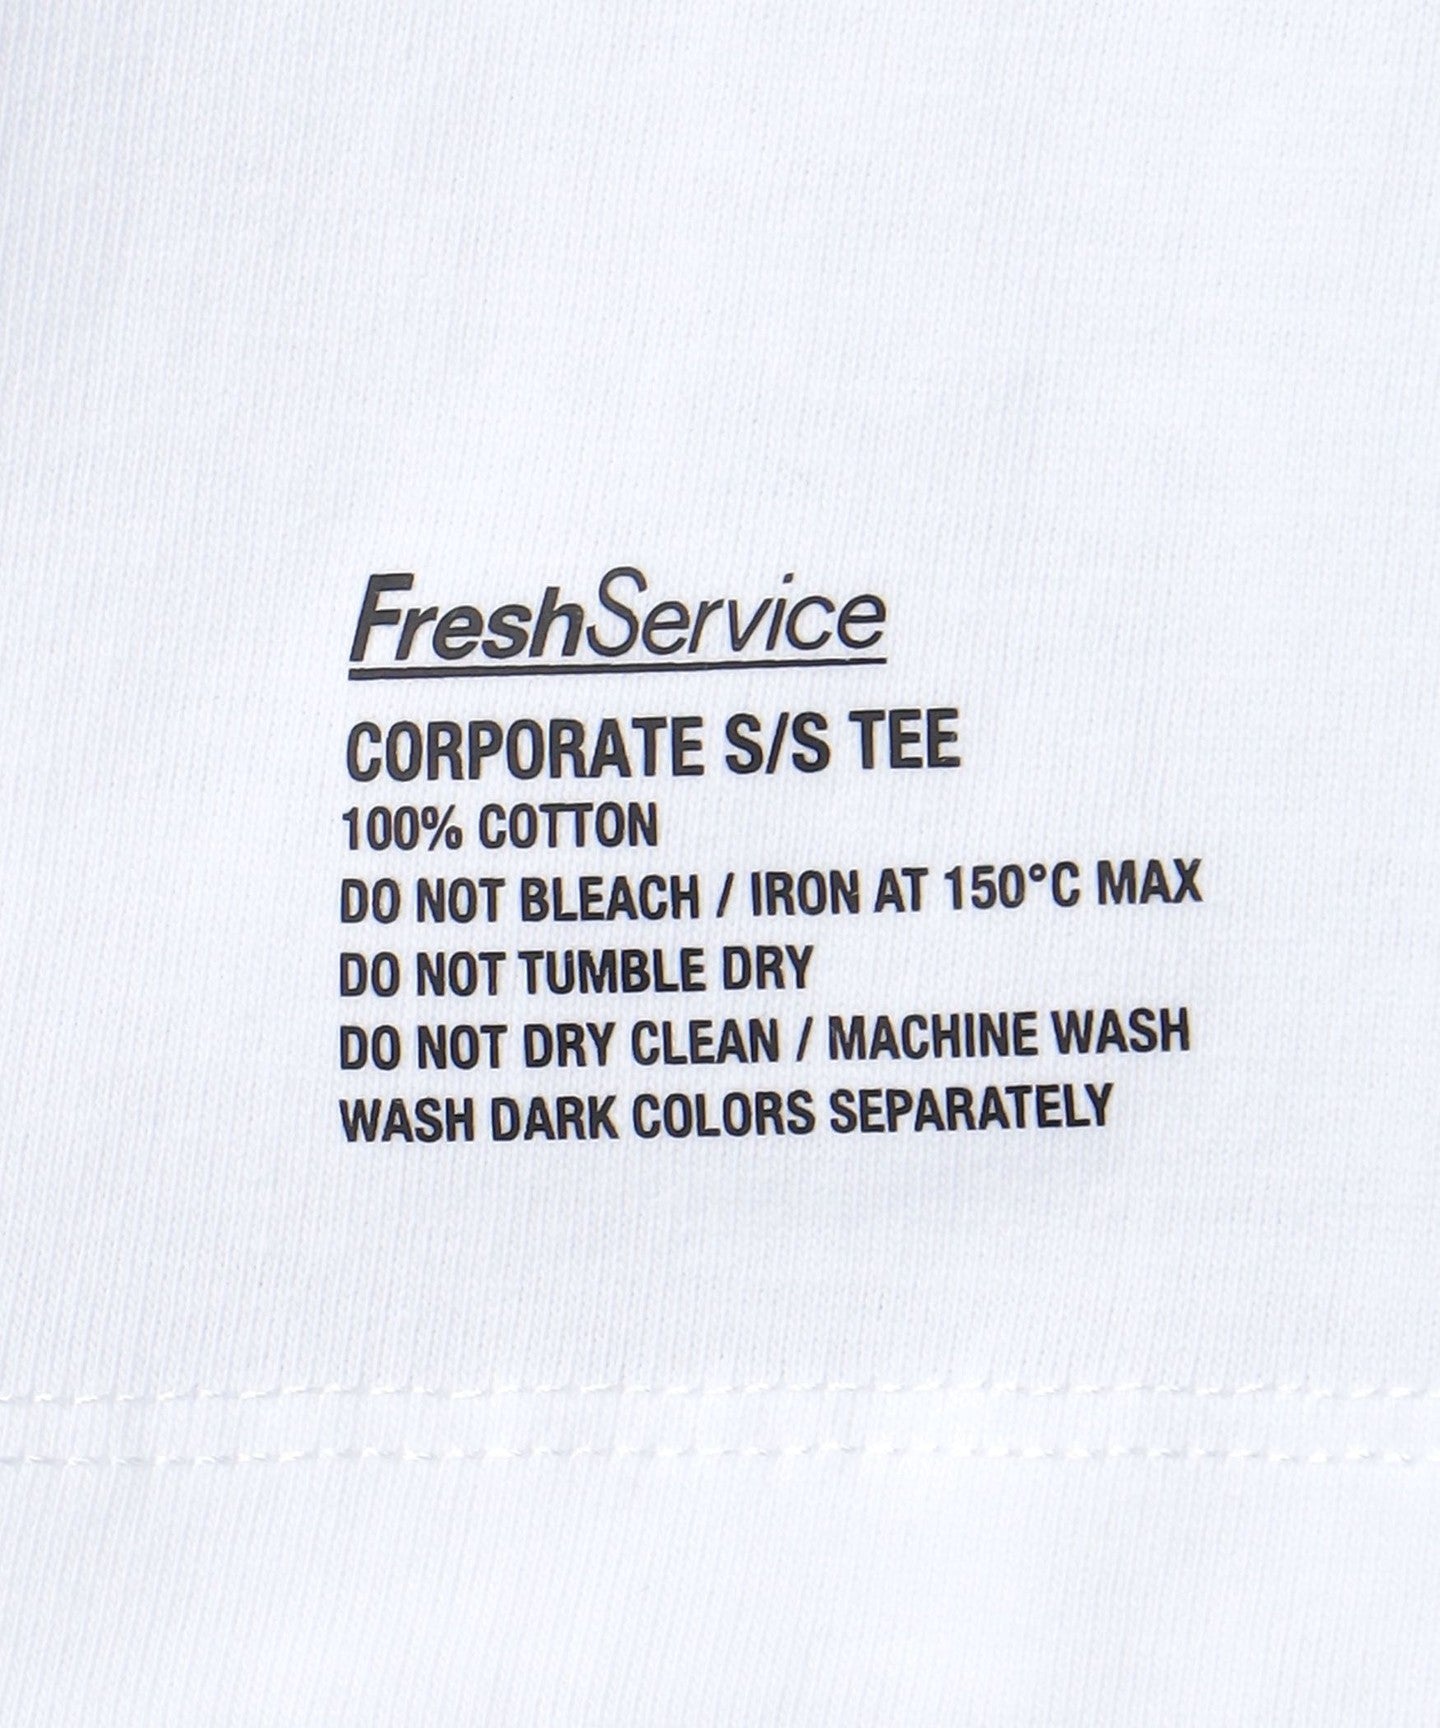 FreshService
CORPORATE S/S TEE
100% COTTON
DO NOT BLEACH / IRON AT 150°C MAX
DO NOT TUMBLE DRY
DO NOT DRY CLEAN / MACHINE WASH
WASH DARK COLORS SEPARATELY